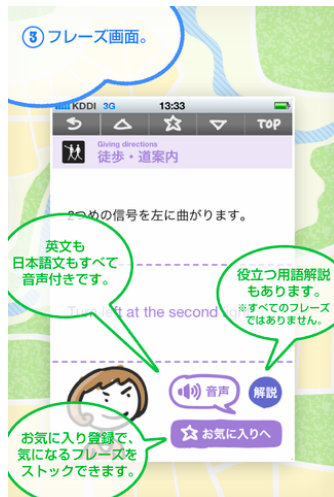 ③フレーズ画面。
KDDI 3G 13:33
TOP
Giving directions
徒歩・道案内
2つめの信号を左に曲がります。
英文も
日本語文もすべて
音声付きです。
役立つ用語解説
もあります。
※すべてのフレーズ
ではありません。
left at the second
音声
解説
お気に入りへ
お気に入り登録で、
気になるフレーズを
ストックできます。